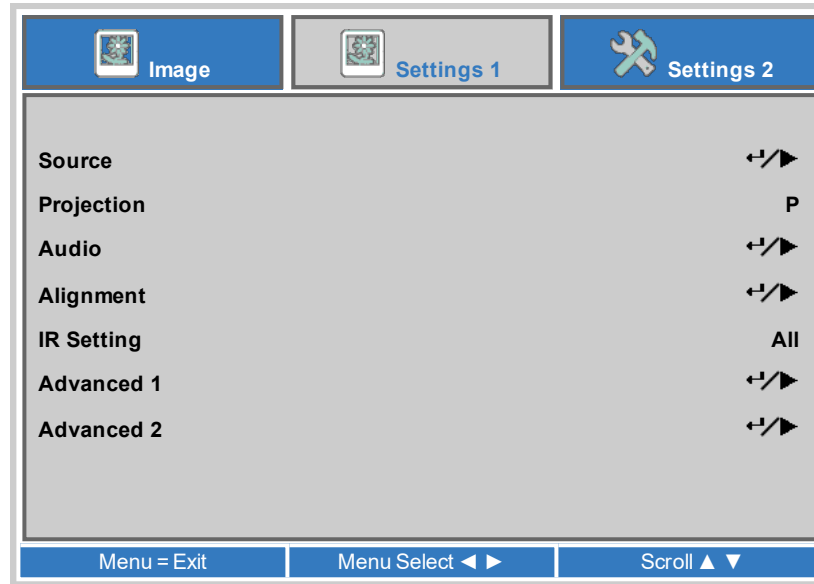 Image Settings 1 Settings 2
Source ↵/►
Projection P
Audio ↵/►
Alignment ↵/►
IR Setting All
Advanced 1 ↵/►
Advanced 2 ↵/►
Menu = Exit Menu Select ◄ ► Scroll ▲ ▼